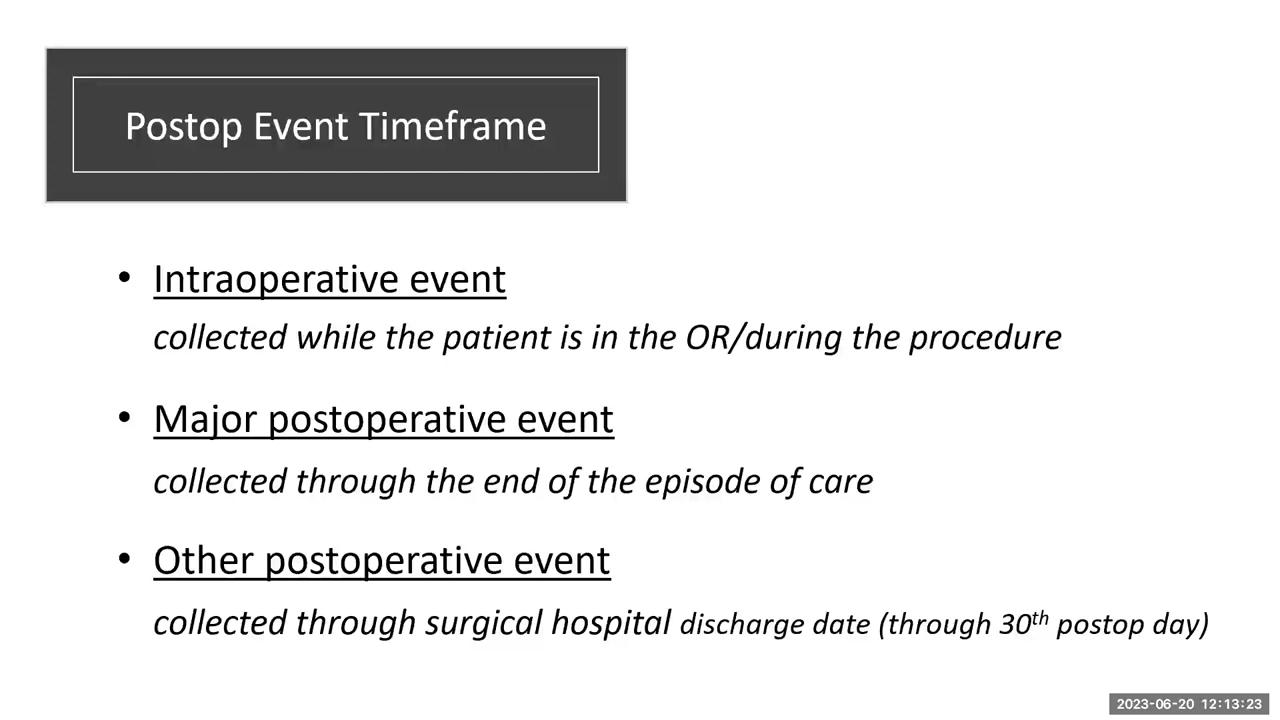 Postop Event Timeframe
• Intraoperative event
collected while the patient is in the OR/during the procedure
• Major postoperative event
collected through the end of the episode of care
• Other postoperative event
collected through surgical hospital discharge date (through 30th postop day)
2023-06-20 12:13:23